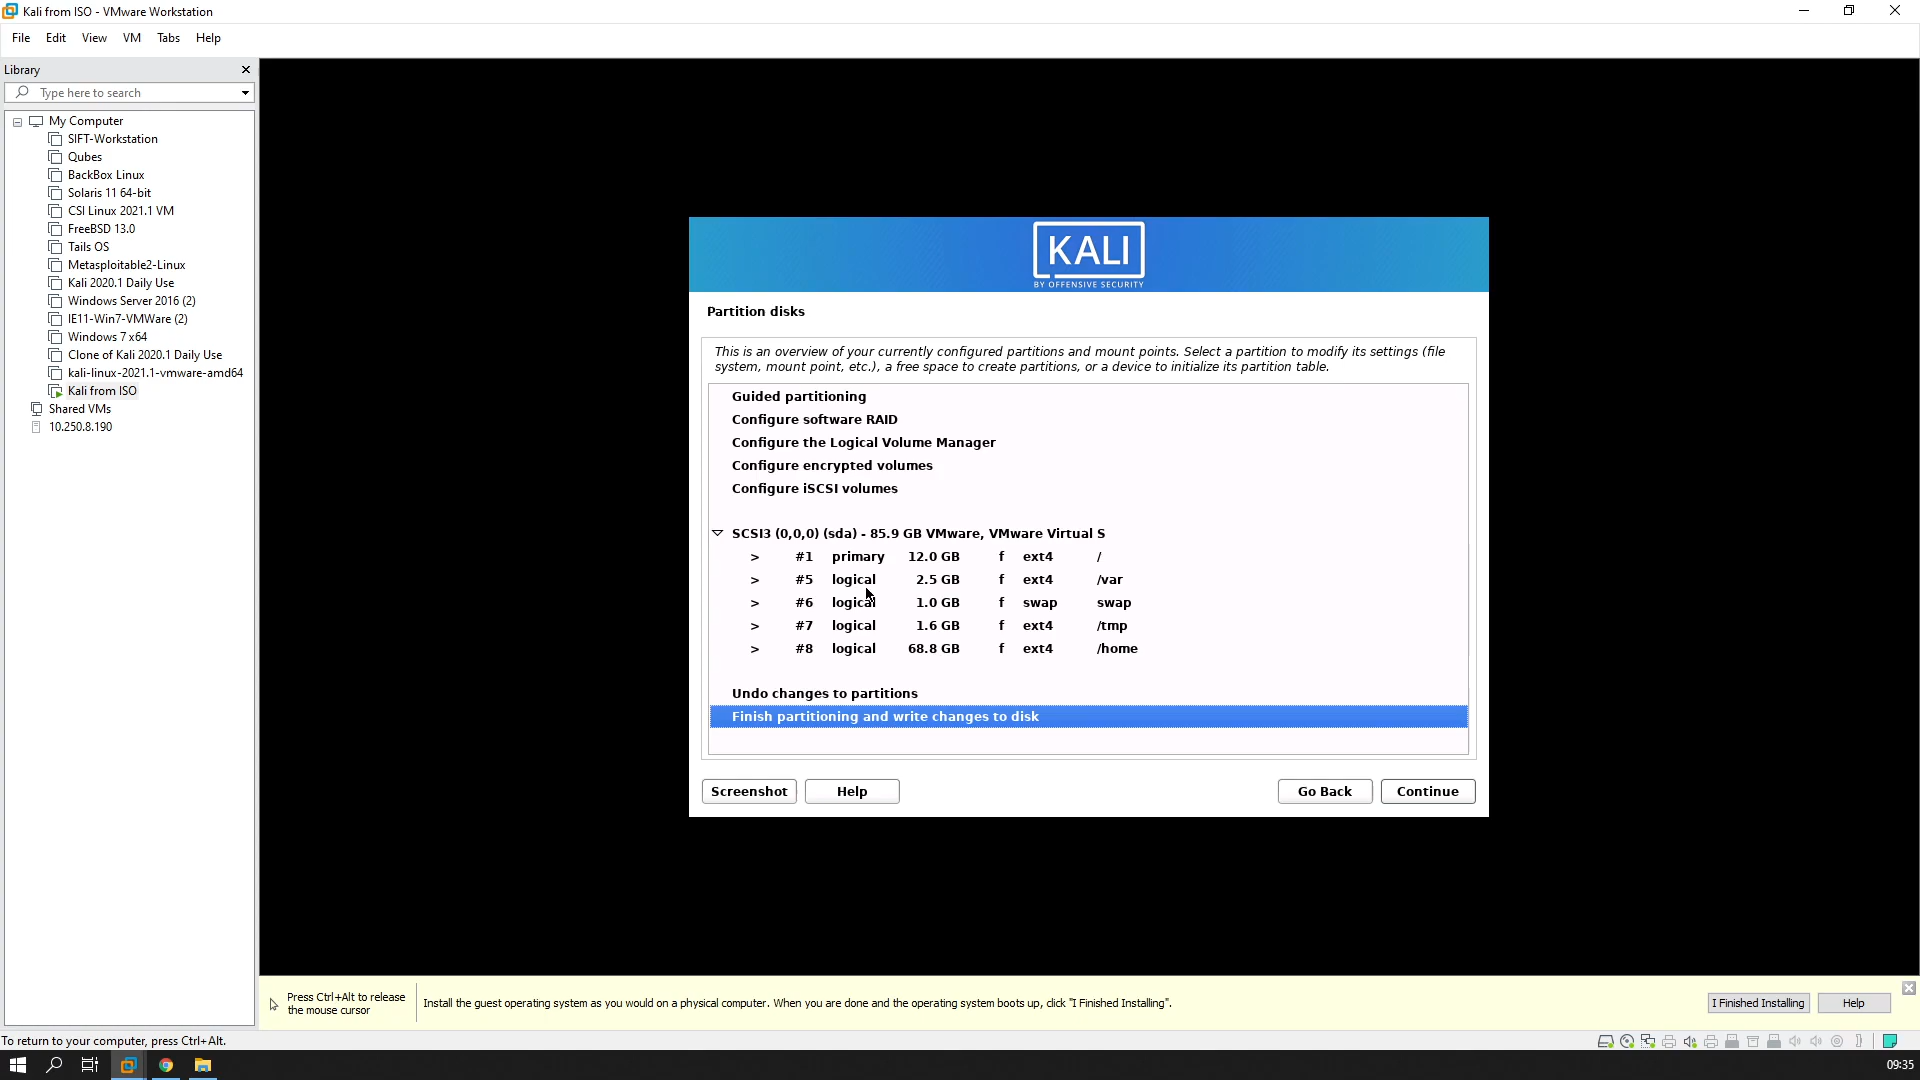 Kali from ISO - VMware Workstation
File Edit View VM Tabs Help
Library
Type here to search
My Computer
SIFT-Workstation
Qubes
BackBox Linux
Solaris 11 64-bit
CSI Linux 2021.1 VM
FreeBSD 13.0
Tails OS
Metasploitable2-Linux
Kali 2020.1 Daily Use
Windows Server 2016 (2)
IE11-Win7-VMWare (2)
Windows 7 x64
Clone of Kali 2020.1 Daily Use
kali-linux-2021.1-vmware-amd64
Kali from ISO
Shared VMs
10.250.8.190
KALI
BY OFFENSIVE SECURITY
Partition disks
This is an overview of your currently configured partitions and mount points. Select a partition to modify its settings (file
system, mount point, etc.), a free space to create partitions, or a device to initialize its partition table.
Guided partitioning
Configure software RAID
Configure the Logical Volume Manager
Configure encrypted volumes
Configure iSCSI volumes
SCSI3 (0,0,0) (sda) - 85.9 GB VMware, VMware Virtual S
> #1 primary 12.0 GB f ext4 /
> #5 logical 2.5 GB f ext4 /var
> #6 logical 1.0 GB f swap swap
> #7 logical 1.6 GB f ext4 /tmp
> #8 logical 68.8 GB f ext4 /home
Undo changes to partitions
Finish partitioning and write changes to disk
Screenshot Help Go Back Continue
Press Ctrl+Alt to release
the mouse cursor
Install the guest operating system as you would on a physical computer. When you are done and the operating system boots up, click "I Finished Installing".
I Finished Installing Help
To return to your computer, press Ctrl+Alt.
09:35